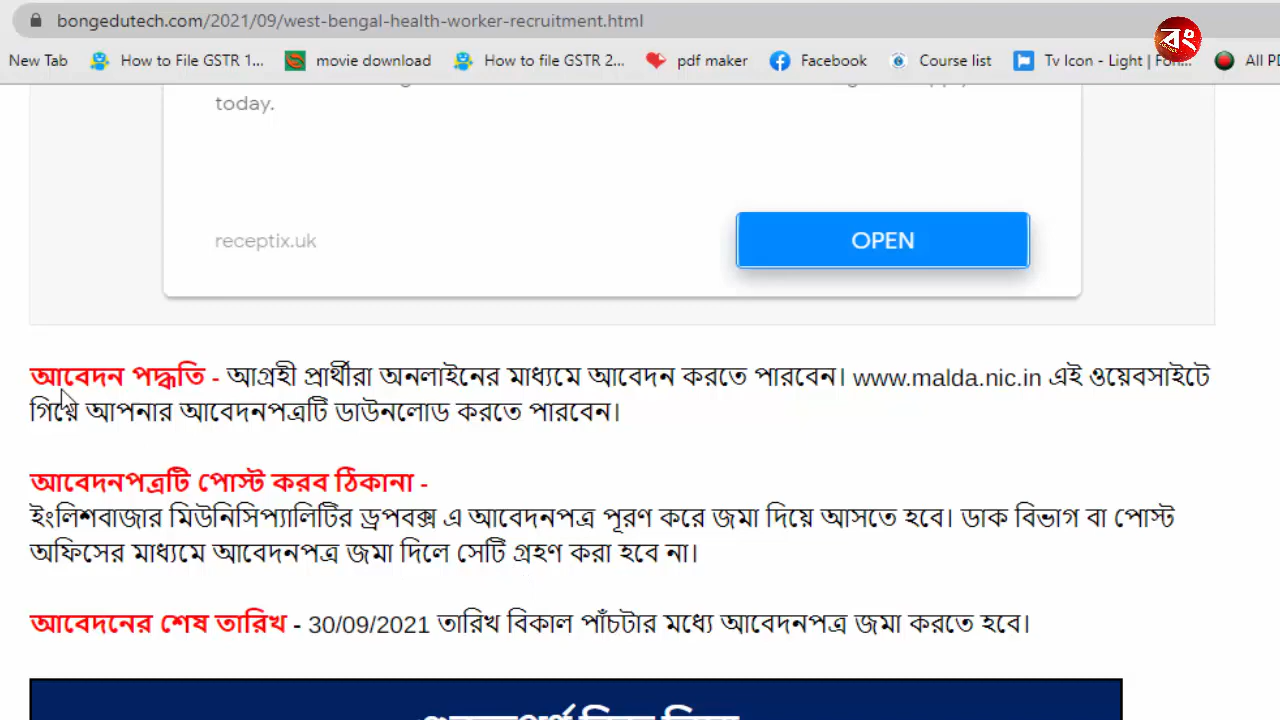 bongedutech.com/2021/09/west-bengal-health-worker-recruitment.html
বং
New Tab How to File GSTR 1... movie download How to file GSTR 2... pdf maker Facebook Course list Tv Icon - Light | Fon... All PD
today.
receptix.uk
OPEN
আবেদন পদ্ধতি - আগ্রহী প্রার্থীরা অনলাইনের মাধ্যমে আবেদন করতে পারবেন। www.malda.nic.in এই ওয়েবসাইটে
গিয়ে আপনার আবেদনপত্রটি ডাউনলোড করতে পারবেন।
আবেদনপত্রটি পোস্ট করব ঠিকানা -
ইংলিশবাজার মিউনিসিপ্যালিটির ড্রপবক্স এ আবেদনপত্র পূরণ করে জমা দিয়ে আসতে হবে। ডাক বিভাগ বা পোস্ট
অফিসের মাধ্যমে আবেদনপত্র জমা দিলে সেটি গ্রহণ করা হবে না।
আবেদনের শেষ তারিখ - 30/09/2021 তারিখ বিকাল পাঁচটার মধ্যে আবেদনপত্র জমা করতে হবে।